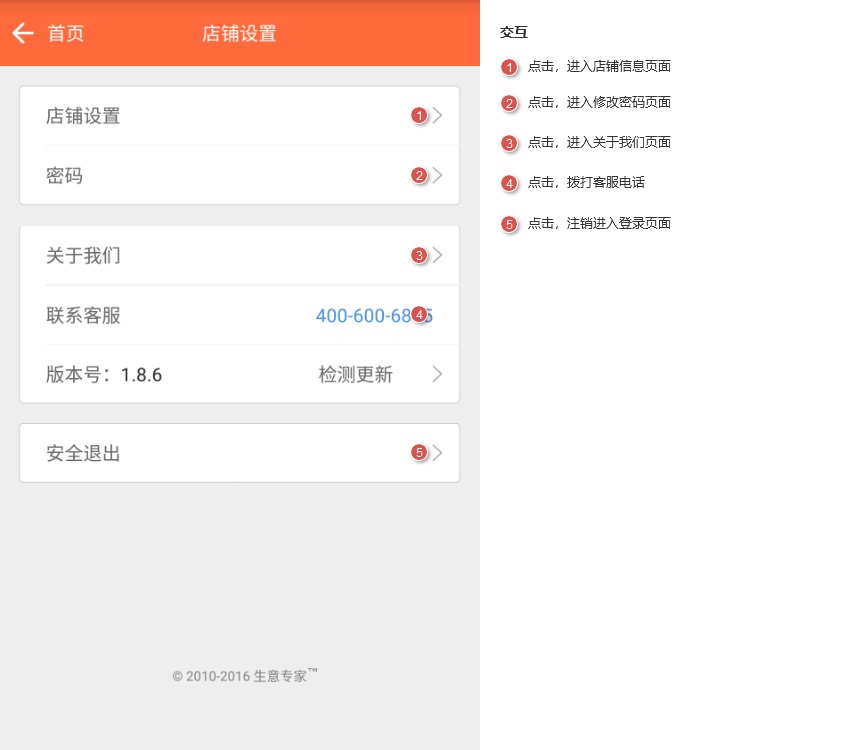 首页
店铺设置
店铺设置 1
密码 2
关于我们 3
联系客服 400-600-68 4 5
版本号：1.8.6 检测更新
安全退出 5
© 2010-2016 生意专家™
交互
1 点击，进入店铺信息页面
2 点击，进入修改密码页面
3 点击，进入关于我们页面
4 点击，拨打客服电话
5 点击，注销进入登录页面